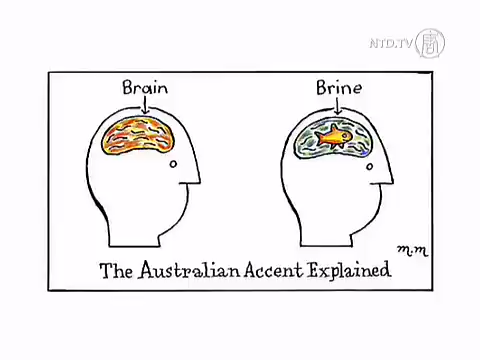 NTD.TV
Brain
Brine
m.m
The Australian Accent Explained